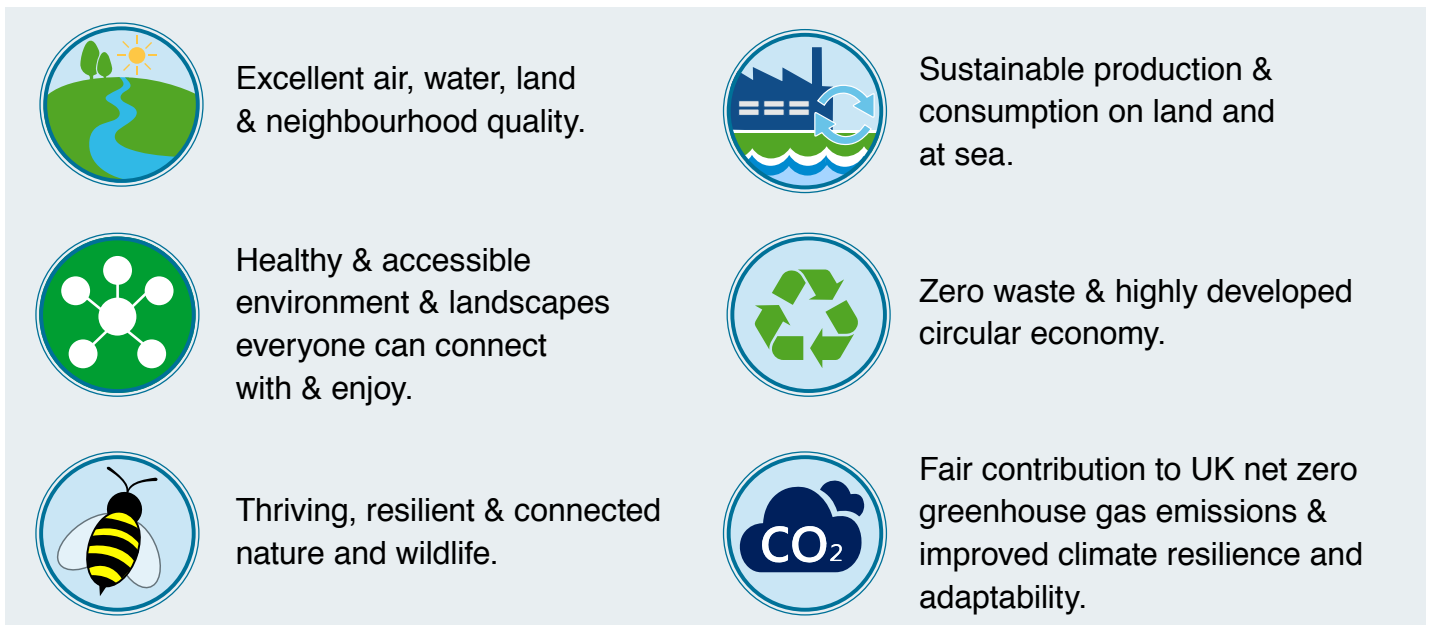 Excellent air, water, land
& neighbourhood quality.
Healthy & accessible
environment & landscapes
everyone can connect
with & enjoy.
Thriving, resilient & connected
nature and wildlife.
Sustainable production &
consumption on land and
at sea.
Zero waste & highly developed
circular economy.
CO₂
Fair contribution to UK net zero
greenhouse gas emissions &
improved climate resilience and
adaptability.